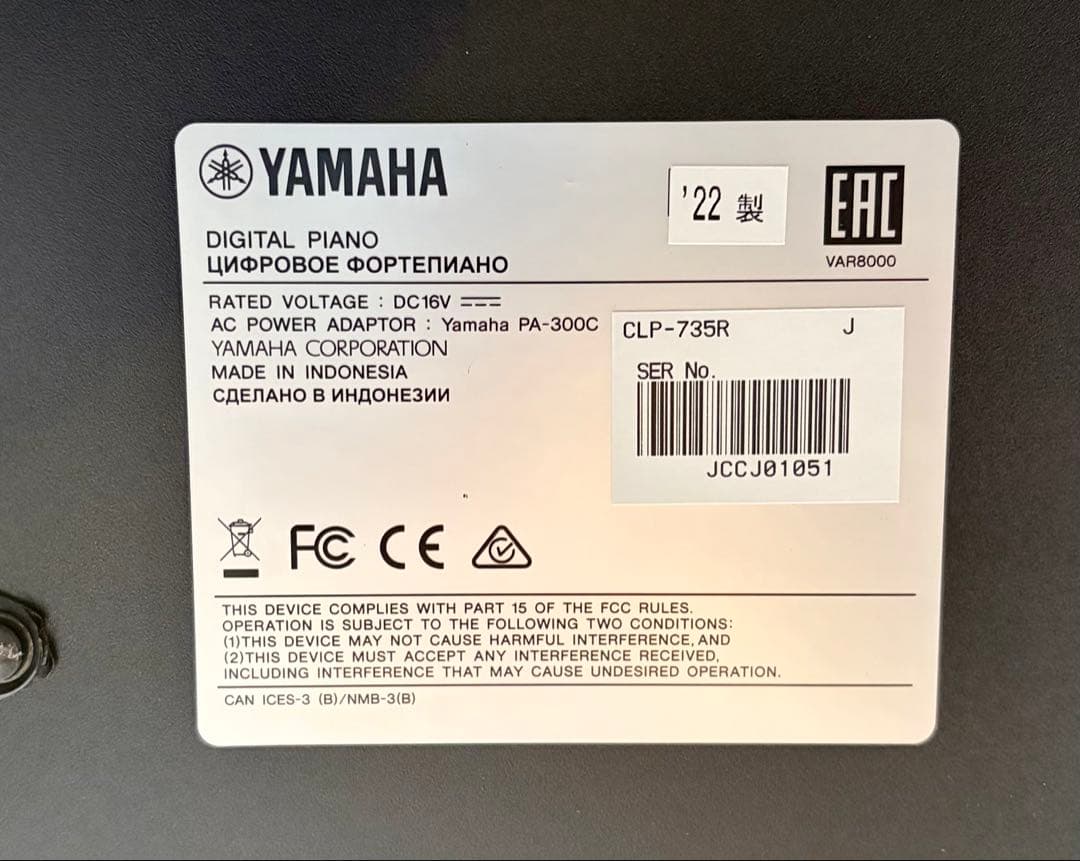 YAMAHA
'22 製
EAC
VAR8000
DIGITAL PIANO
ЦИФРОВОЕ ФОРТЕПИАНО
RATED VOLTAGE : DC16V
AC POWER ADAPTOR : Yamaha PA-300C
YAMAHA CORPORATION
MADE IN INDONESIA
СДЕЛАНО В ИНДОНЕЗИИ
CLP-735R J
SER No.
JCCJ01051
FC CE
THIS DEVICE COMPLIES WITH PART 15 OF THE FCC RULES.
OPERATION IS SUBJECT TO THE FOLLOWING TWO CONDITIONS:
(1)THIS DEVICE MAY NOT CAUSE HARMFUL INTERFERENCE, AND
(2)THIS DEVICE MUST ACCEPT ANY INTERFERENCE RECEIVED,
INCLUDING INTERFERENCE THAT MAY CAUSE UNDESIRED OPERATION.
CAN ICES-3 (B)/NMB-3(B)